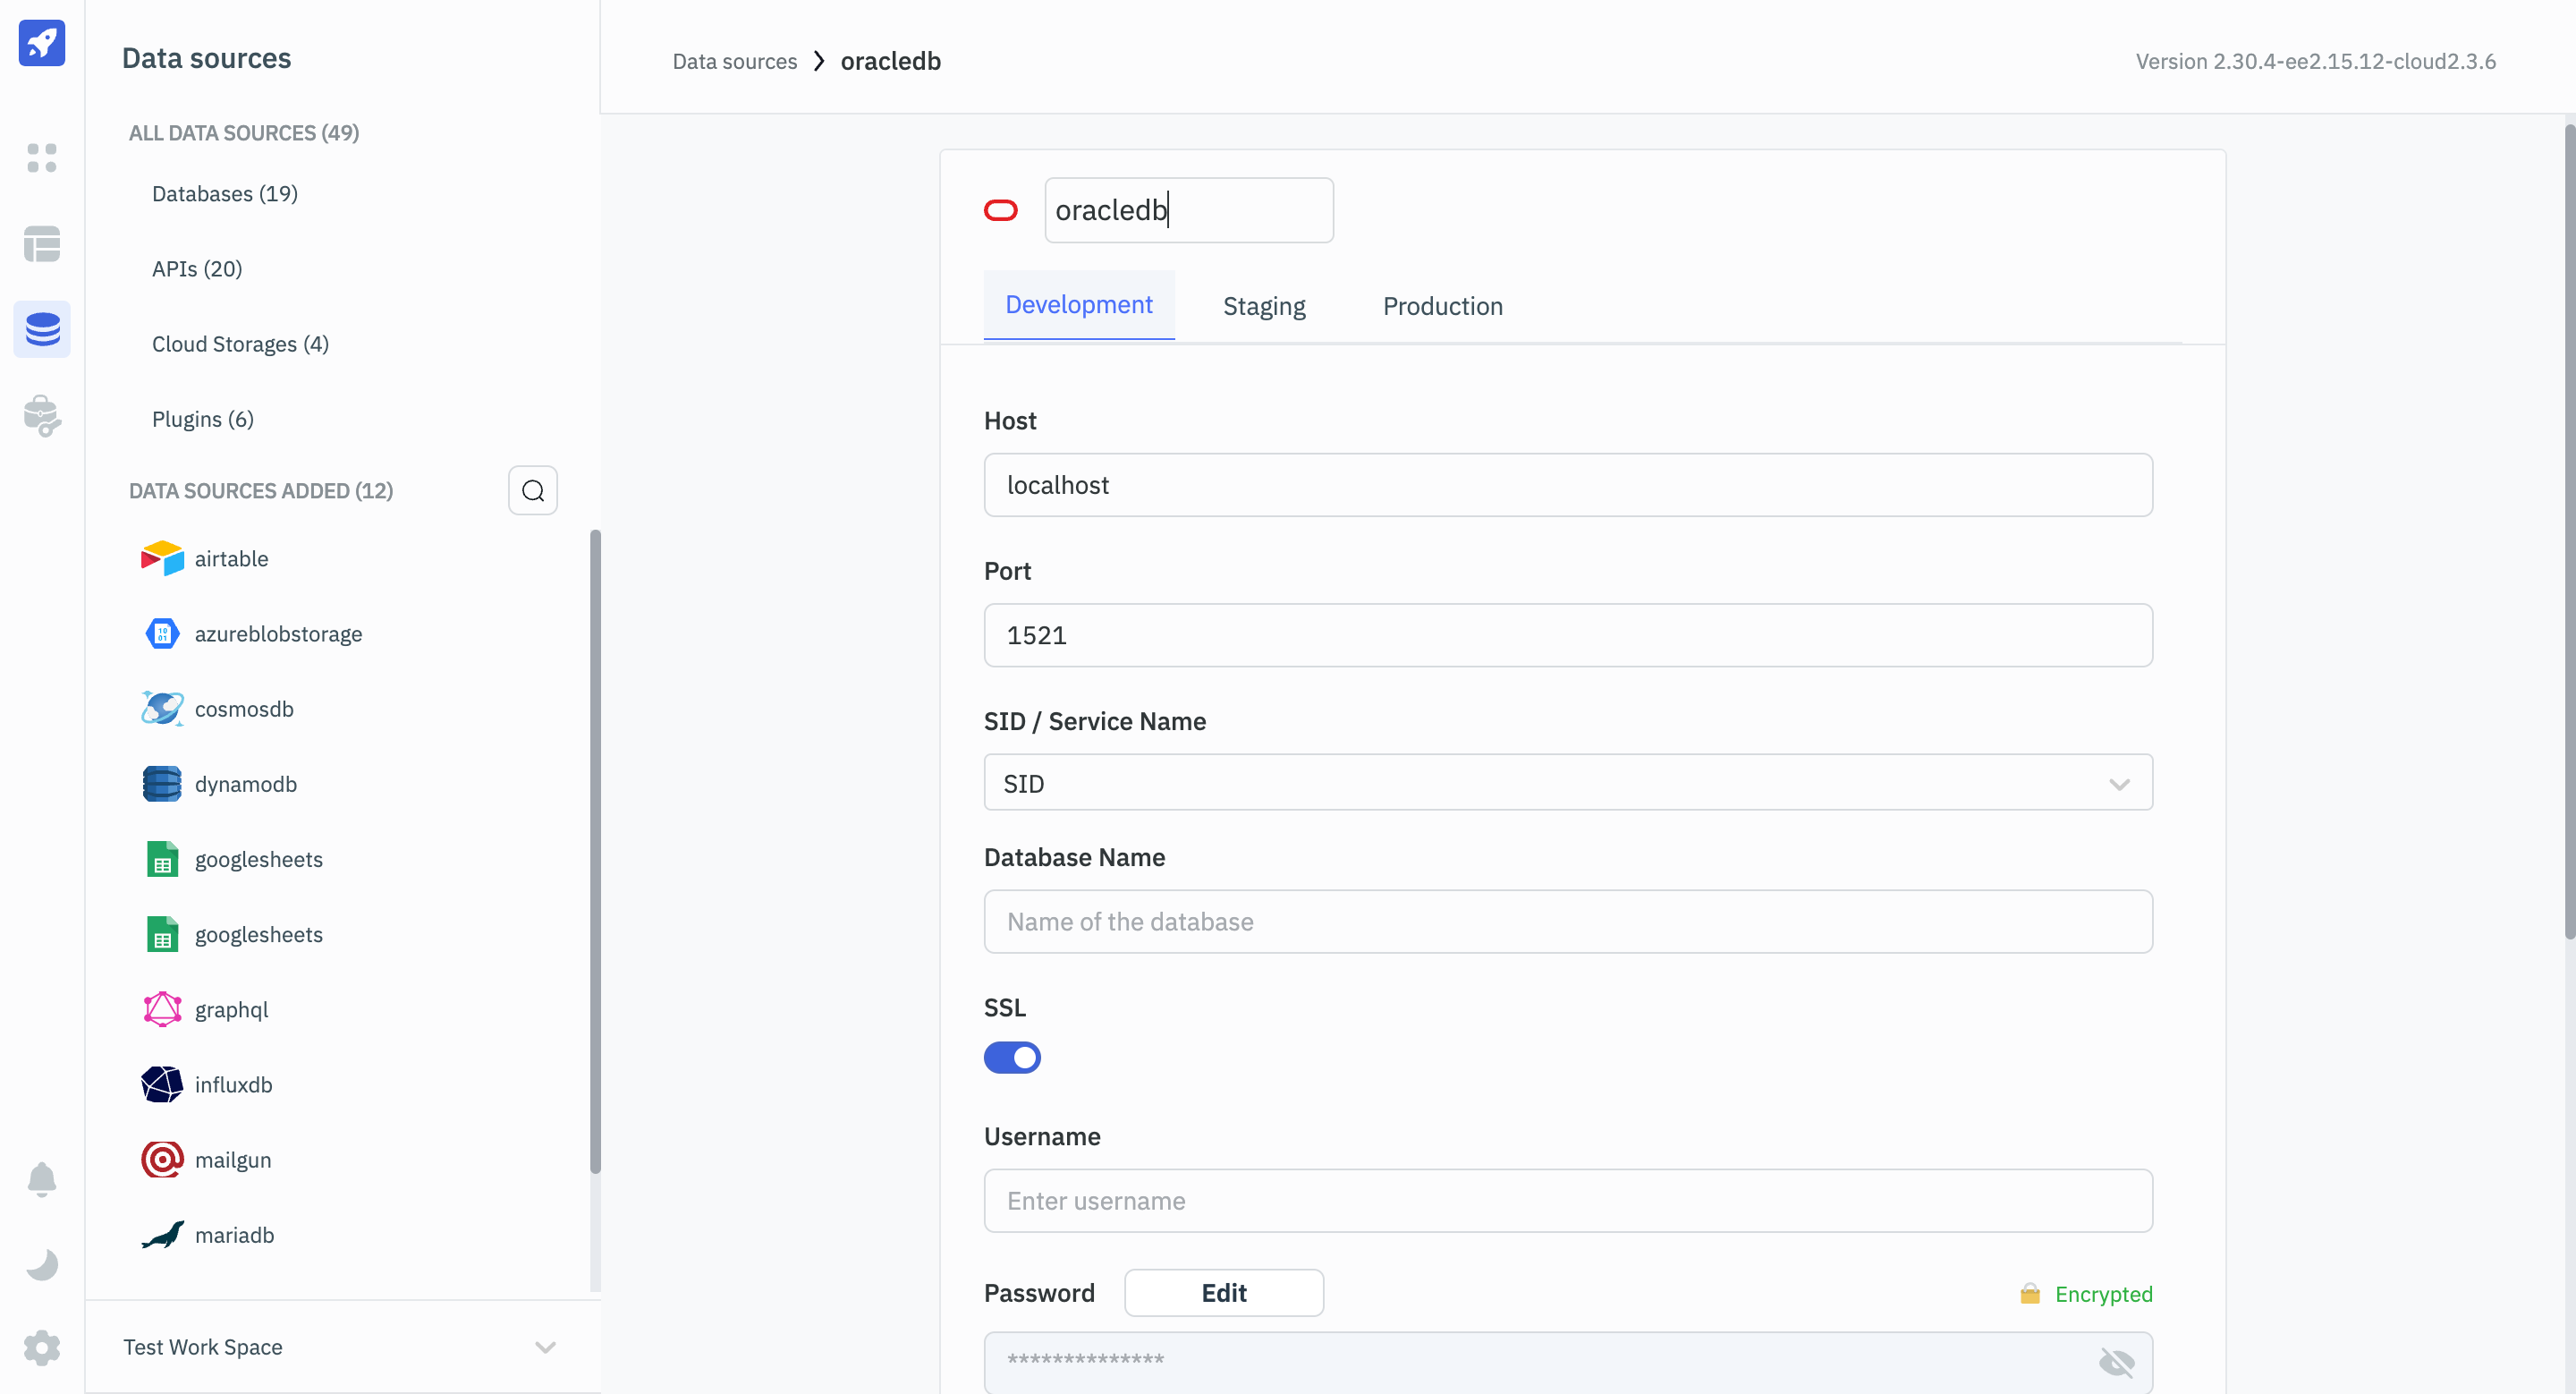 Data sources
ALL DATA SOURCES (49)
Databases (19)
APIs (20)
Cloud Storages (4)
Plugins (6)
DATA SOURCES ADDED (12)
airtable
10
01
azureblobstorage
cosmosdb
dynamodb
googlesheets
googlesheets
graphql
influxdb
mailgun
mariadb
Test Work Space
Data sources > oracledb
Version 2.30.4-ee2.15.12-cloud2.3.6
oracledb
Development Staging Production
Host
localhost
Port
1521
SID / Service Name
SID
Database Name
Name of the database
SSL
Username
Enter username
Password Edit Encrypted
**************